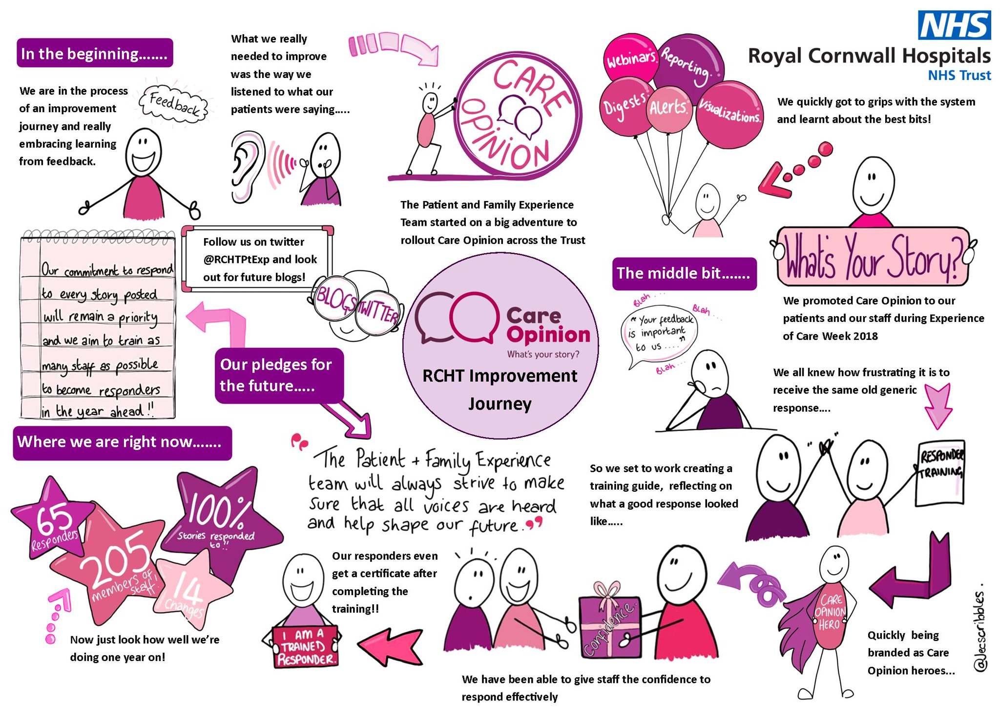 NHS
Royal Cornwall Hospitals
NHS Trust
In the beginning.......
We are in the process
of an improvement
journey and really
embracing learning
from feedback.
Feedback
What we really
needed to improve
was the way we
listened to what our
patients were saying.....
CARE
OPINION
The Patient and Family Experience
Team started on a big adventure to
rollout Care Opinion across the Trust
Webinars.
Reporting.
Digests.
Alerts.
Visualizations.
We quickly got to grips with the system
and learnt about the best bits!
What's Your Story?
We promoted Care Opinion to our
patients and our staff during Experience
of Care Week 2018
The middle bit.......
Blah...
Blah...
"Your feedback
is important
to us ...."
Blah...
We all knew how frustrating it is to
receive the same old generic
response....
RESPONDER
TRAINING
So we set to work creating a
training guide, reflecting on
what a good response looked
like.....
CARE
OPINION
HERO
Quickly being
branded as Care
Opinion heroes...
@Jecscribbles.
Confidence.
We have been able to give staff the confidence to
respond effectively
Our responders even
get a certificate after
completing the
training!!
I AM A
TRAINED
RESPONDER.
Where we are right now.......
65
Responders
205
members of
staff!
100%
Stories responded
to!!
14
Changes
Now just look how well we're
doing one year on!
Our pledges for
the future.....
Our commitment to respond
to every story posted
will remain a priority
and we aim to train as
many staff as possible
to become responders
in the year ahead!!
Follow us on twitter
@RCHTPtExp and look
out for future blogs!
BLOGS
TWITTER
"The Patient + Family Experience
team will always strive to make
sure that all voices are heard
and help shape our future."
Care
Opinion
What's your story?
RCHT Improvement
Journey